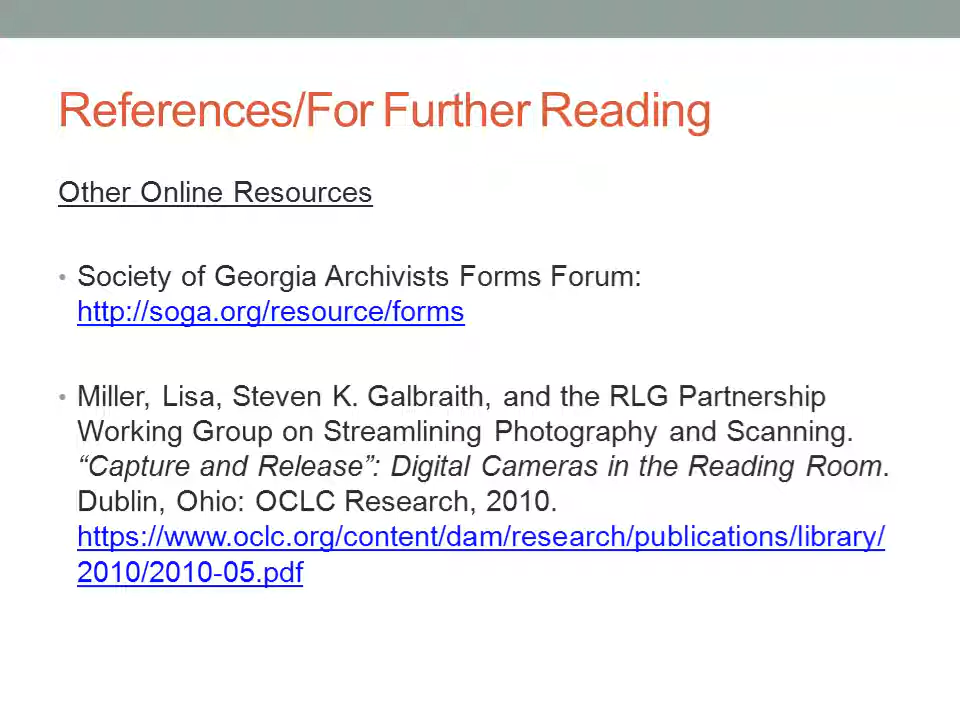 References/For Further Reading
Other Online Resources
• Society of Georgia Archivists Forms Forum:
http://soga.org/resource/forms
• Miller, Lisa, Steven K. Galbraith, and the RLG Partnership
Working Group on Streamlining Photography and Scanning.
“Capture and Release”: Digital Cameras in the Reading Room.
Dublin, Ohio: OCLC Research, 2010.
https://www.oclc.org/content/dam/research/publications/library/
2010/2010-05.pdf